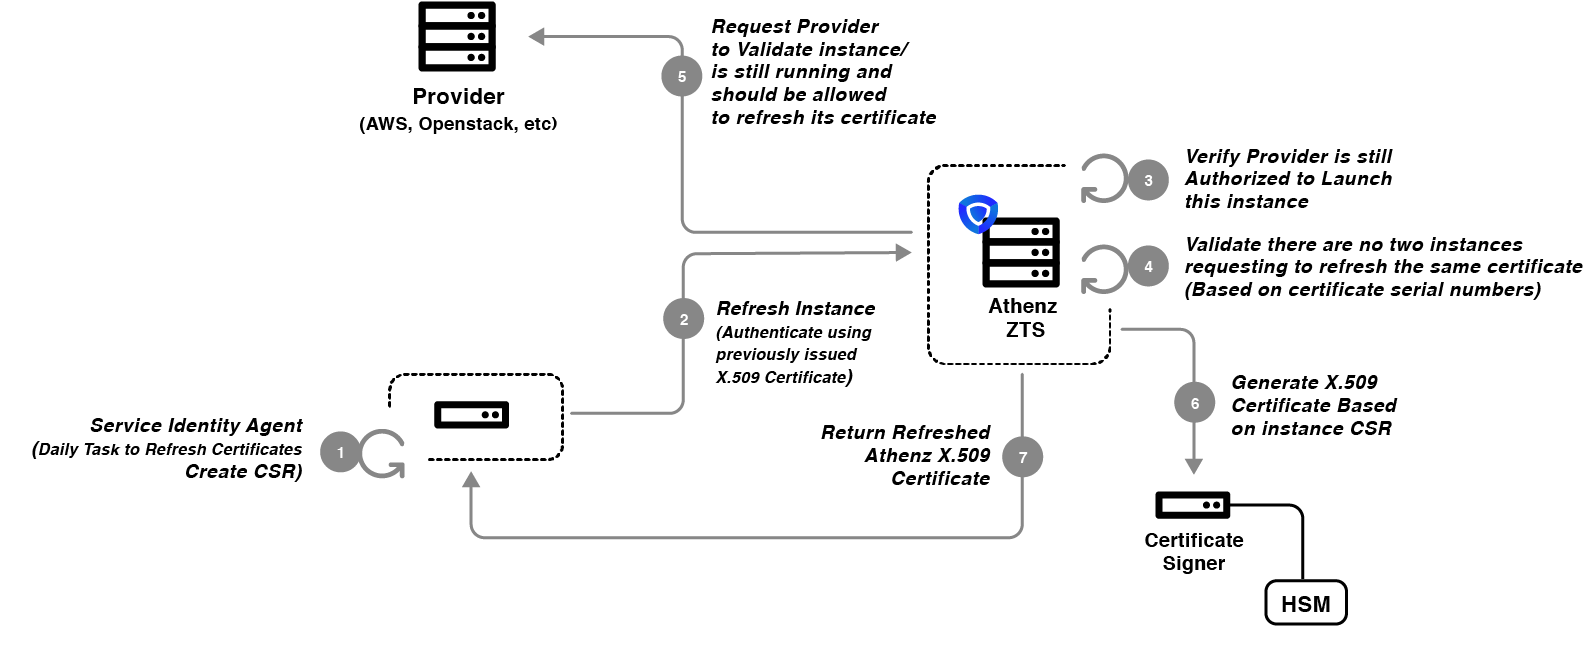 Provider
(AWS, Openstack, etc)
5
Request Provider
to Validate instance/
is still running and
should be allowed
to refresh its certificate
3
Verify Provider is still
Authorized to Launch
this instance
4
Validate there are no two instances
requesting to refresh the same certificate
(Based on certificate serial numbers)
Athenz
ZTS
2
Refresh Instance
(Authenticate using
previously issued
X.509 Certificate)
Service Identity Agent
(Daily Task to Refresh Certificates
Create CSR)
1
Return Refreshed
Athenz X.509
Certificate
7
6
Generate X.509
Certificate Based
on instance CSR
Certificate
Signer
HSM